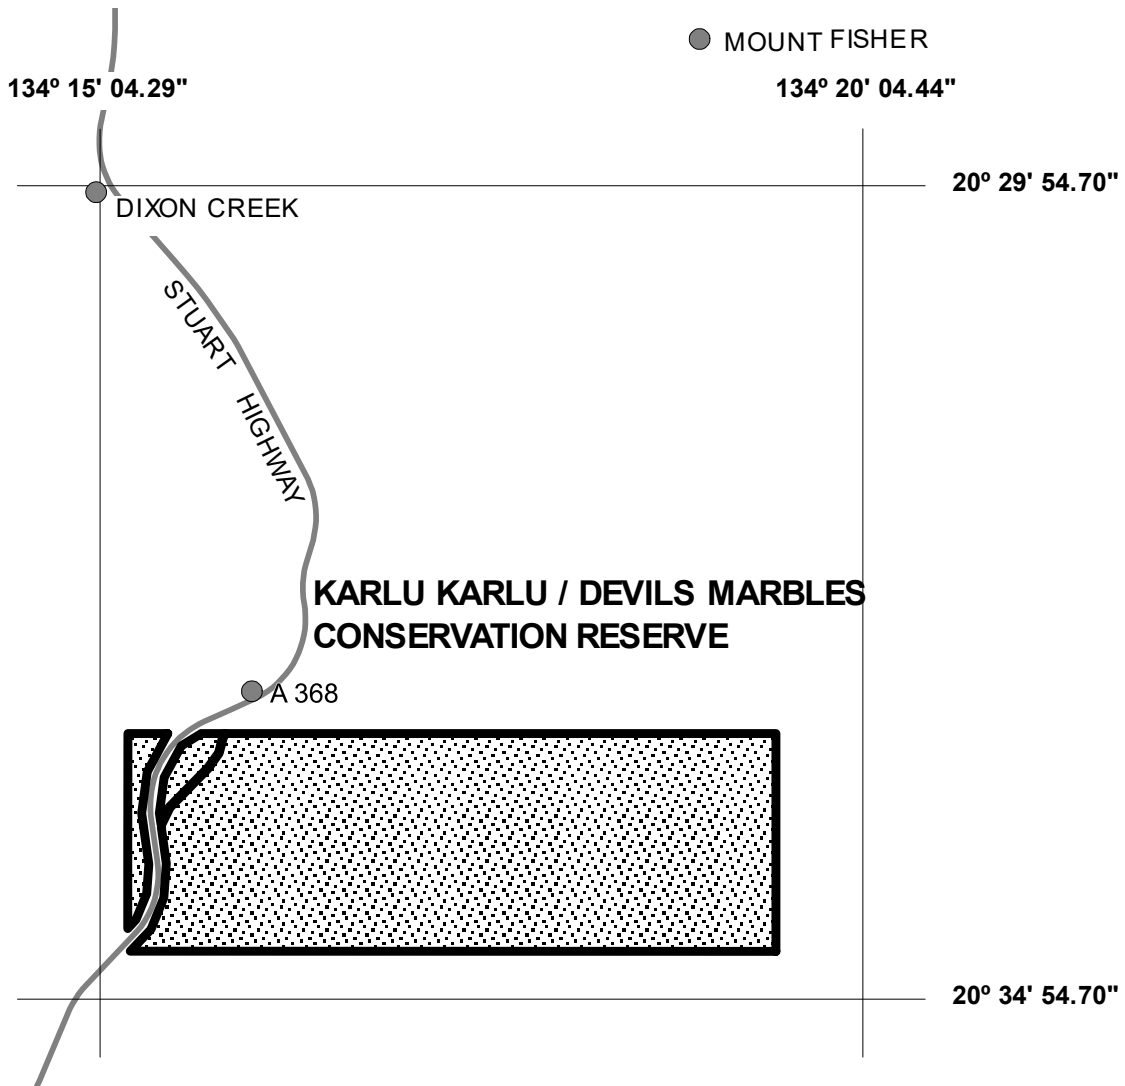 MOUNT FISHER
134º 15' 04.29"
134º 20' 04.44"
20º 29' 54.70"
DIXON CREEK
STUART HIGHWAY
KARLU KARLU / DEVILS MARBLES
CONSERVATION RESERVE
A 368
20º 34' 54.70"